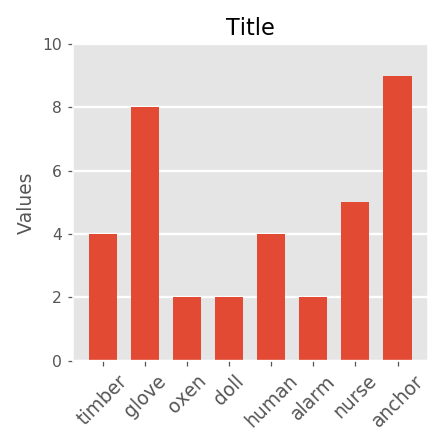 Title
10
8
6
4
2
0
Values
timber
glove
oxen
doll
human
alarm
nurse
anchor